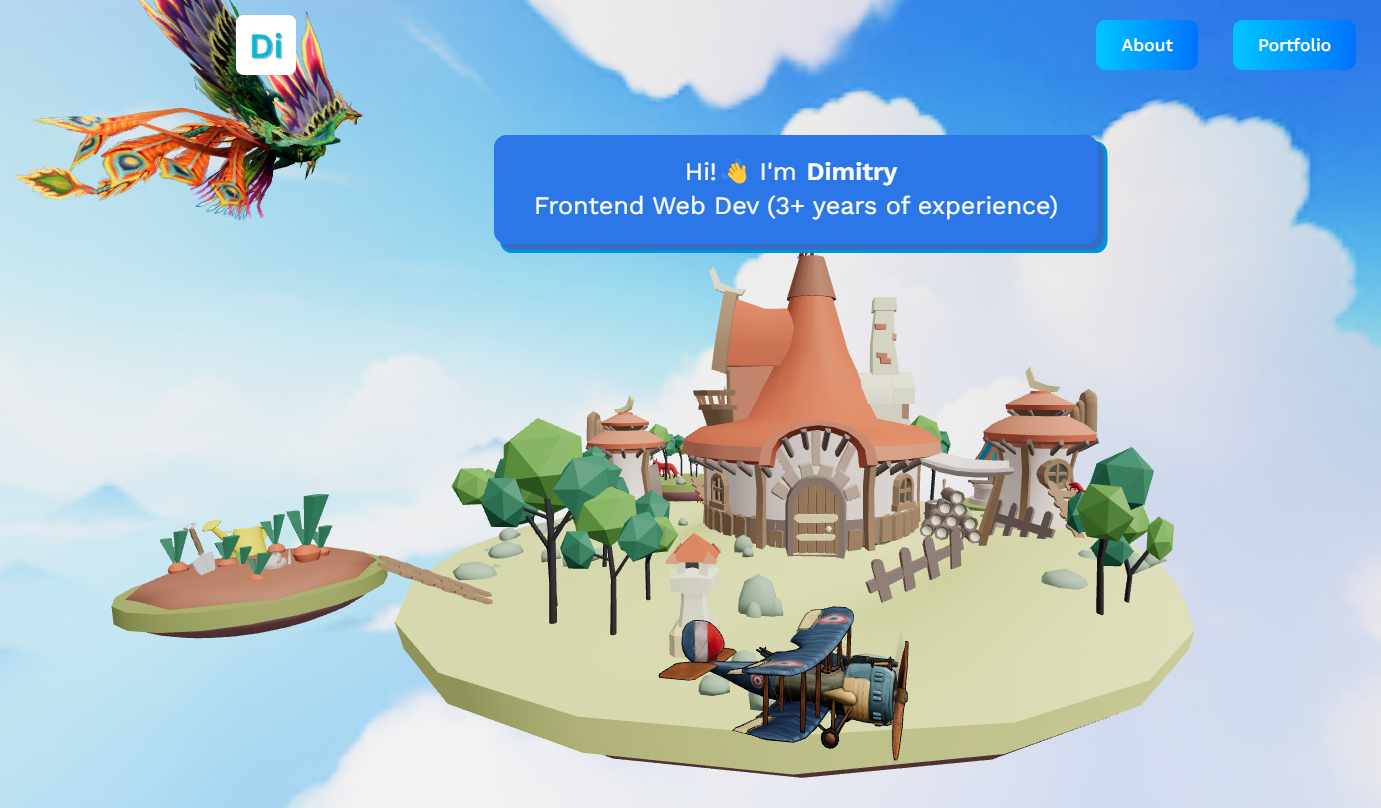 Di
About
Portfolio
Hi! 👋 I'm Dimitry
Frontend Web Dev (3+ years of experience)